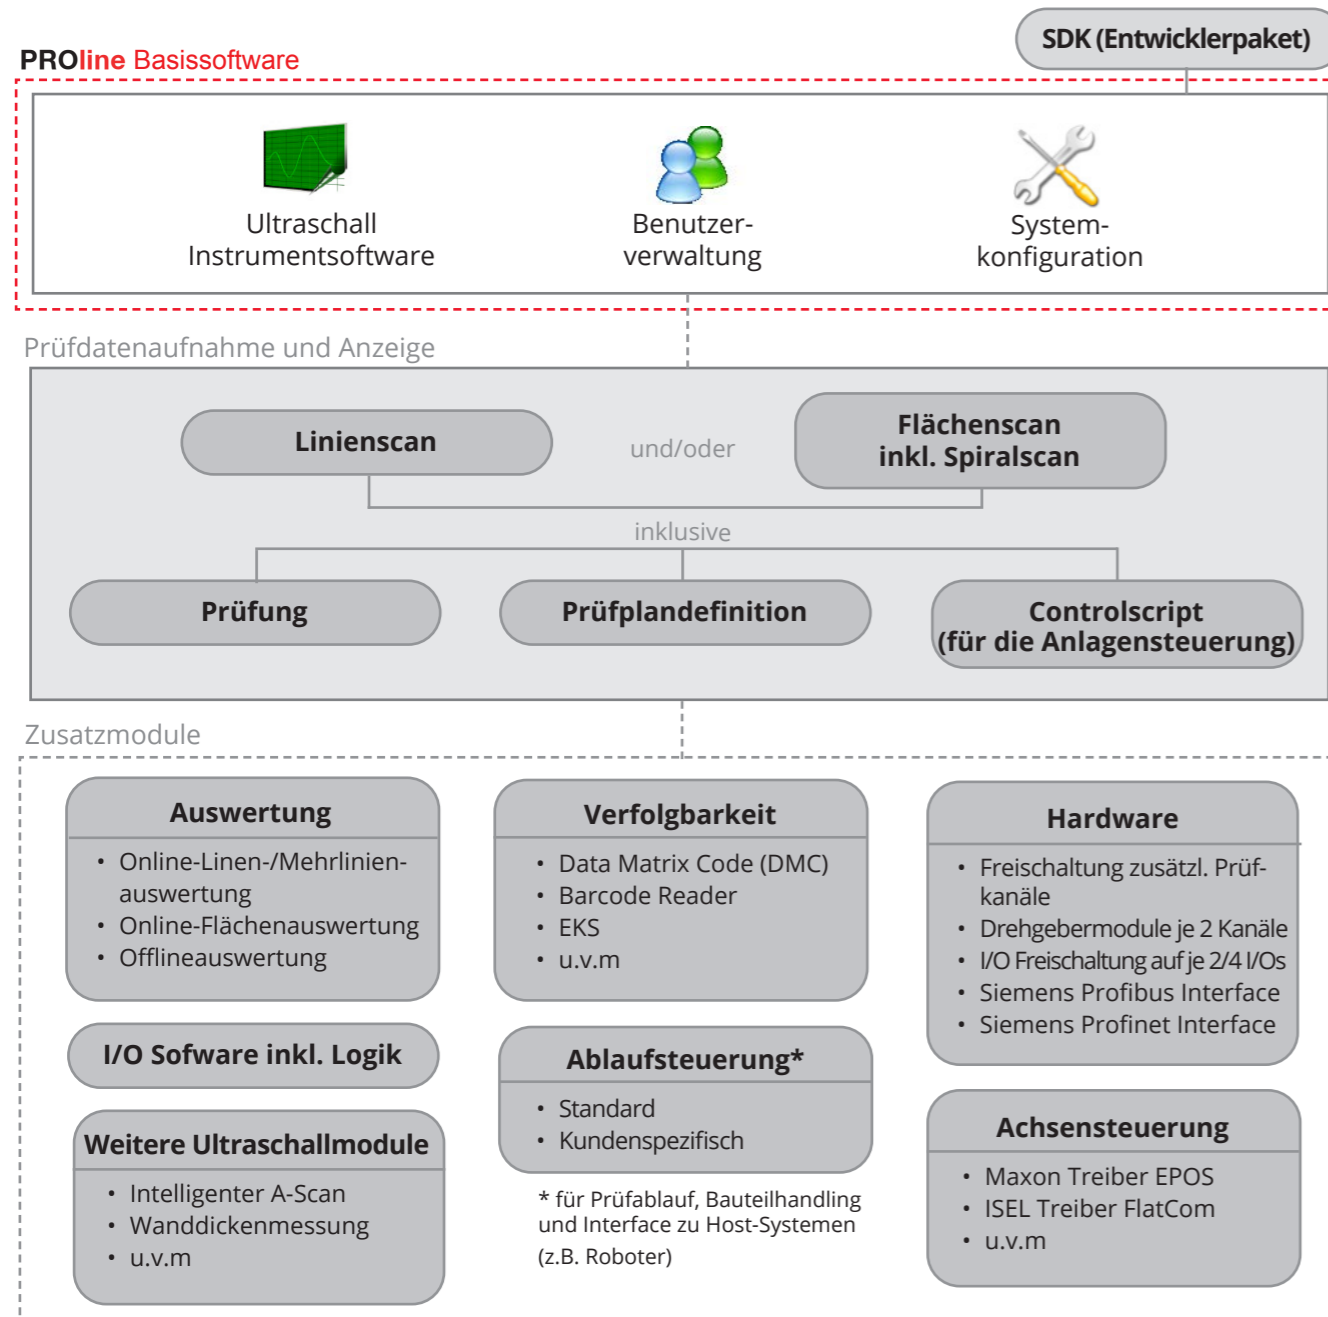 SDK (Entwicklerpaket)
PROline Basissoftware
Ultraschall
Instrumentsoftware
Benutzer-
verwaltung
System-
konfiguration
Prüfdatenaufnahme und Anzeige
Linienscan
und/oder
Flächenscan
inkl. Spiralscan
inklusive
Prüfung
Prüfplandefinition
Controlscript
(für die Anlagensteuerung)
Zusatzmodule
Auswertung
• Online-Linen-/Mehrlinien-
auswertung
• Online-Flächenauswertung
• Offlineauswertung
I/O Sofware inkl. Logik
Weitere Ultraschallmodule
• Intelligenter A-Scan
• Wanddickenmessung
• u.v.m
Verfolgbarkeit
• Data Matrix Code (DMC)
• Barcode Reader
• EKS
• u.v.m
Ablaufsteuerung*
• Standard
• Kundenspezifisch
* für Prüfablauf, Bauteilhandling
und Interface zu Host-Systemen
(z.B. Roboter)
Hardware
• Freischaltung zusätzl. Prüf-
kanäle
• Drehgebermodule je 2 Kanäle
• I/O Freischaltung auf je 2/4 I/Os
• Siemens Profibus Interface
• Siemens Profinet Interface
Achsensteuerung
• Maxon Treiber EPOS
• ISEL Treiber FlatCom
• u.v.m